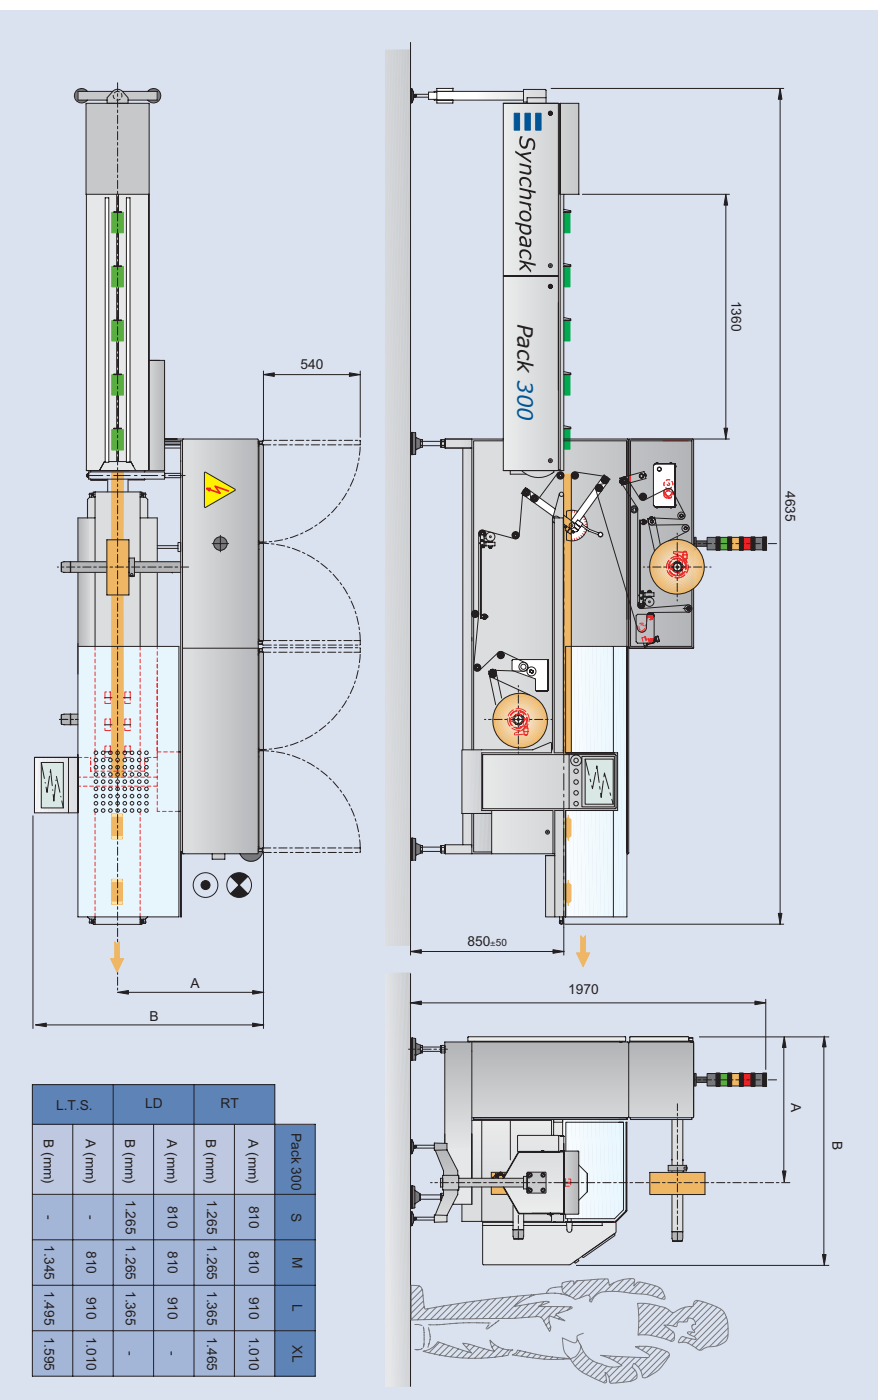 Synchropack
Pack 300
1360
4635
540
850±50
1970
A
B
A
B
Pack 300 S M L XL
RT A (mm) 810 810 910 1.010
B (mm) 1.265 1.265 1.365 1.465
LD A (mm) 810 810 910 -
B (mm) 1.265 1.265 1.365 -
L.T.S. A (mm) - 810 910 1.010
B (mm) - 1.345 1.495 1.595